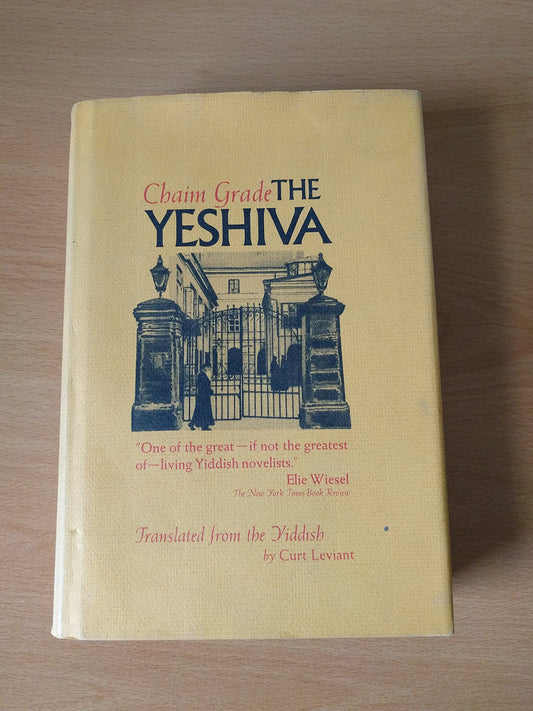 Chaim Grade THE
YESHIVA
"One of the great—if not the greatest
of—living Yiddish novelists."
Elie Wiesel
The New York Times Book Review
Translated from the Yiddish
by Curt Leviant